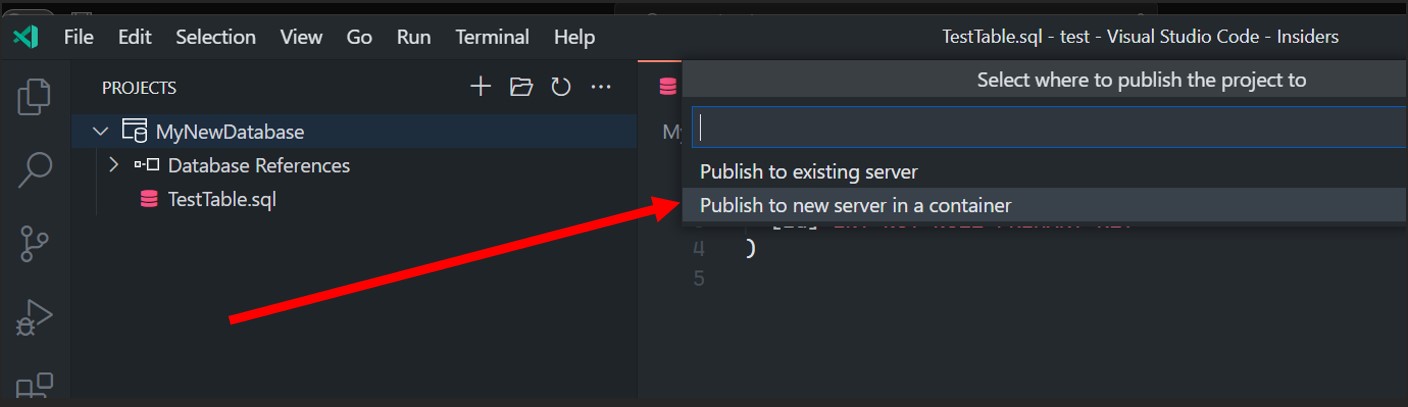 File Edit Selection View Go Run Terminal Help TestTable.sql - test - Visual Studio Code - Insiders
PROJECTS
Select where to publish the project to
MyNewDatabase
My
Database References
Publish to existing server
TestTable.sql
Publish to new server in a container
4 )
5